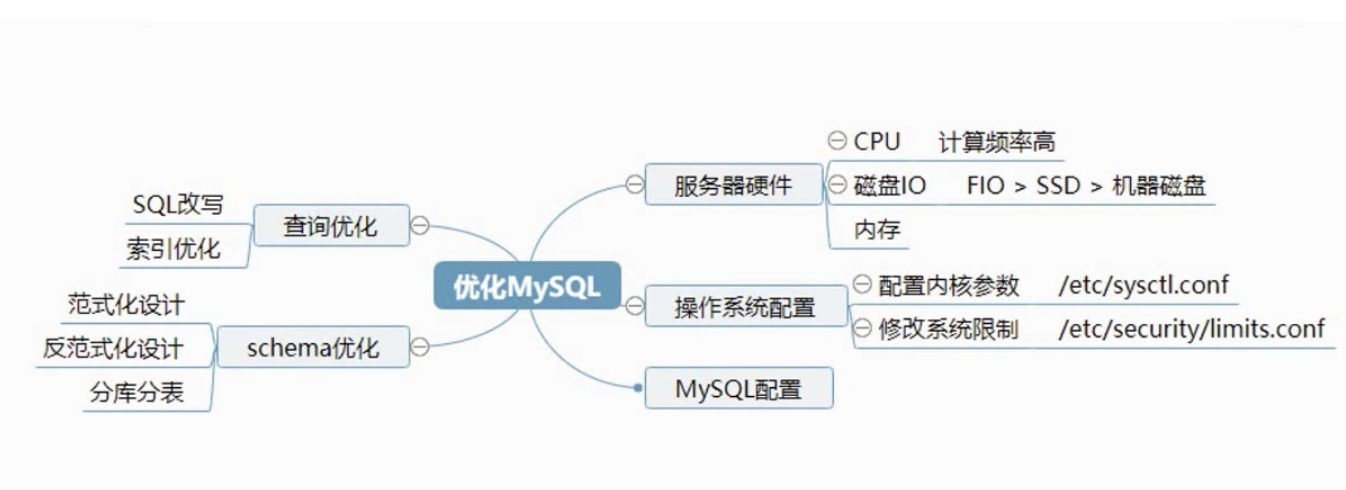 优化MySQL
服务器硬件
CPU 计算频率高
磁盘IO FIO > SSD > 机器磁盘
内存
操作系统配置
配置内核参数 /etc/sysctl.conf
修改系统限制 /etc/security/limits.conf
MySQL配置
查询优化
SQL改写
索引优化
schema优化
范式化设计
反范式化设计
分库分表